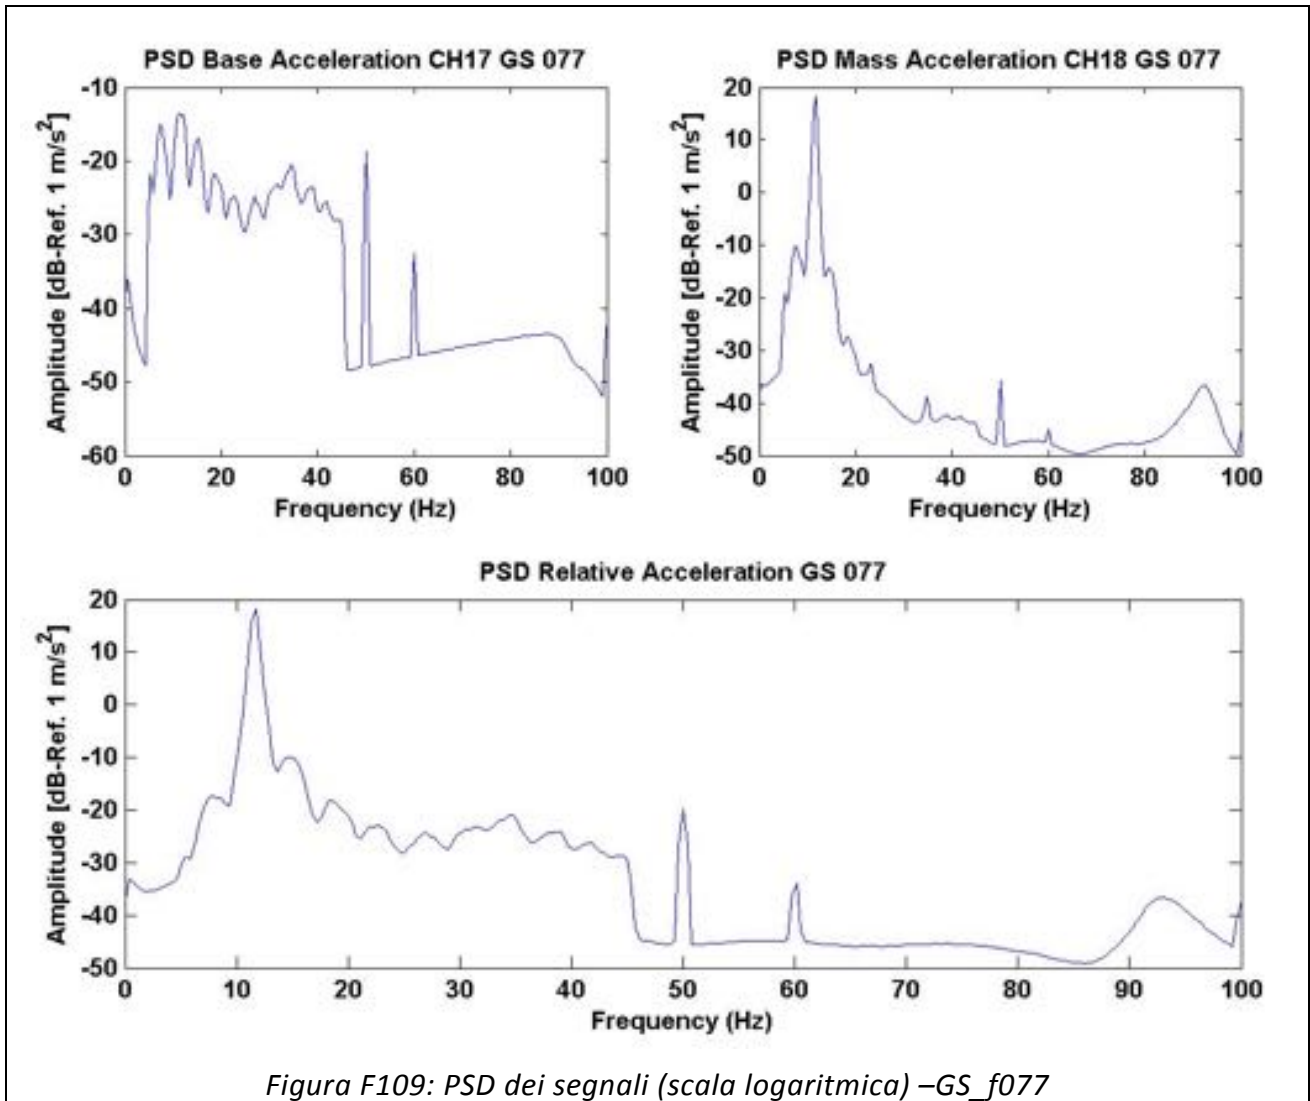 PSD Base Acceleration CH17 GS 077
Amplitude [dB-Ref. 1 m/s²]
-10
-20
-30
-40
-50
-60
0 20 40 60 80 100
Frequency (Hz)
PSD Mass Acceleration CH18 GS 077
Amplitude [dB-Ref. 1 m/s²]
20
10
0
-10
-20
-30
-40
-50
0 20 40 60 80 100
Frequency (Hz)
PSD Relative Acceleration GS 077
Amplitude [dB-Ref. 1 m/s²]
20
10
0
-10
-20
-30
-40
-50
0 10 20 30 40 50 60 70 80 90 100
Frequency (Hz)
Figura F109: PSD dei segnali (scala logaritmica) –GS_f077